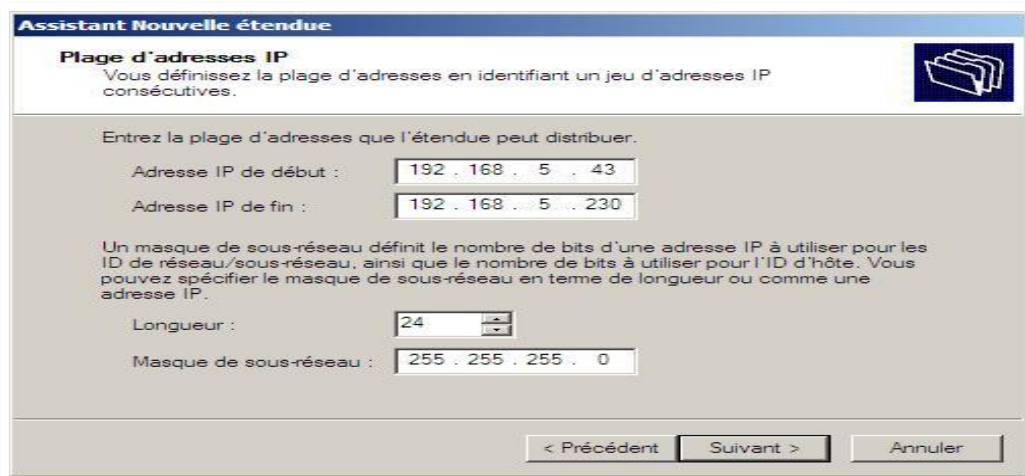 Assistant Nouvelle étendue
Plage d'adresses IP
Vous définissez la plage d'adresses en identifiant un jeu d'adresses IP
consécutives.
Entrez la plage d'adresses que l'étendue peut distribuer.
Adresse IP de début : 192 . 168 . 5 . 43
Adresse IP de fin : 192 . 168 . 5 . 230
Un masque de sous-réseau définit le nombre de bits d'une adresse IP à utiliser pour les
ID de réseau/sous-réseau, ainsi que le nombre de bits à utiliser pour l'ID d'hôte. Vous
pouvez spécifier le masque de sous-réseau en terme de longueur ou comme une
adresse IP.
Longueur : 24
Masque de sous-réseau : 255 . 255 . 255 . 0
< Précédent Suivant > Annuler